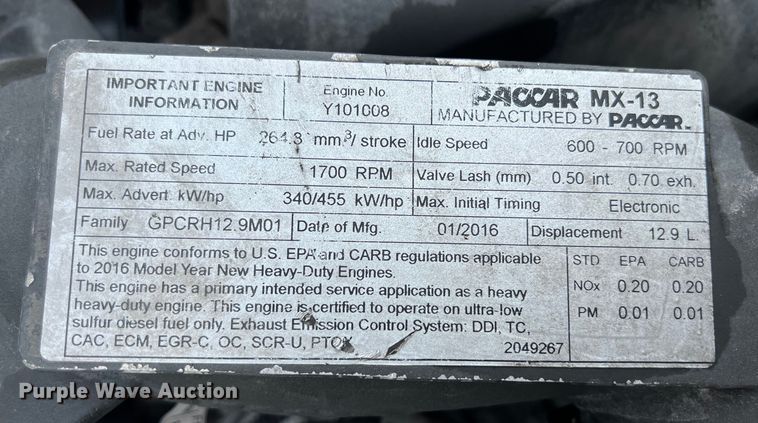 IMPORTANT ENGINE INFORMATION
Engine No. Y101008
PACCAR MX-13
MANUFACTURED BY PACCAR
Fuel Rate at Adv. HP 264.8 mm3/ stroke
Idle Speed 600 - 700 RPM
Max. Rated Speed 1700 RPM
Valve Lash (mm) 0.50 int. 0.70 exh.
Max. Advert kW/hp 340/455 kW/hp
Max. Initial Timing Electronic
Family GPCRH12.9M01
Date of Mfg. 01/2016
Displacement 12.9 L.
This engine conforms to U.S. EPA and CARB regulations applicable
to 2016 Model Year New Heavy-Duty Engines.
This engine has a primary intended service application as a heavy
heavy-duty engine. This engine is certified to operate on ultra-low
sulfur diesel fuel only. Exhaust Emission Control System: DDI, TC,
CAC, ECM, EGR-C, OC, SCR-U, PTOX
2049267
STD EPA CARB
NOx 0.20 0.20
PM 0.01 0.01
Purple Wave Auction